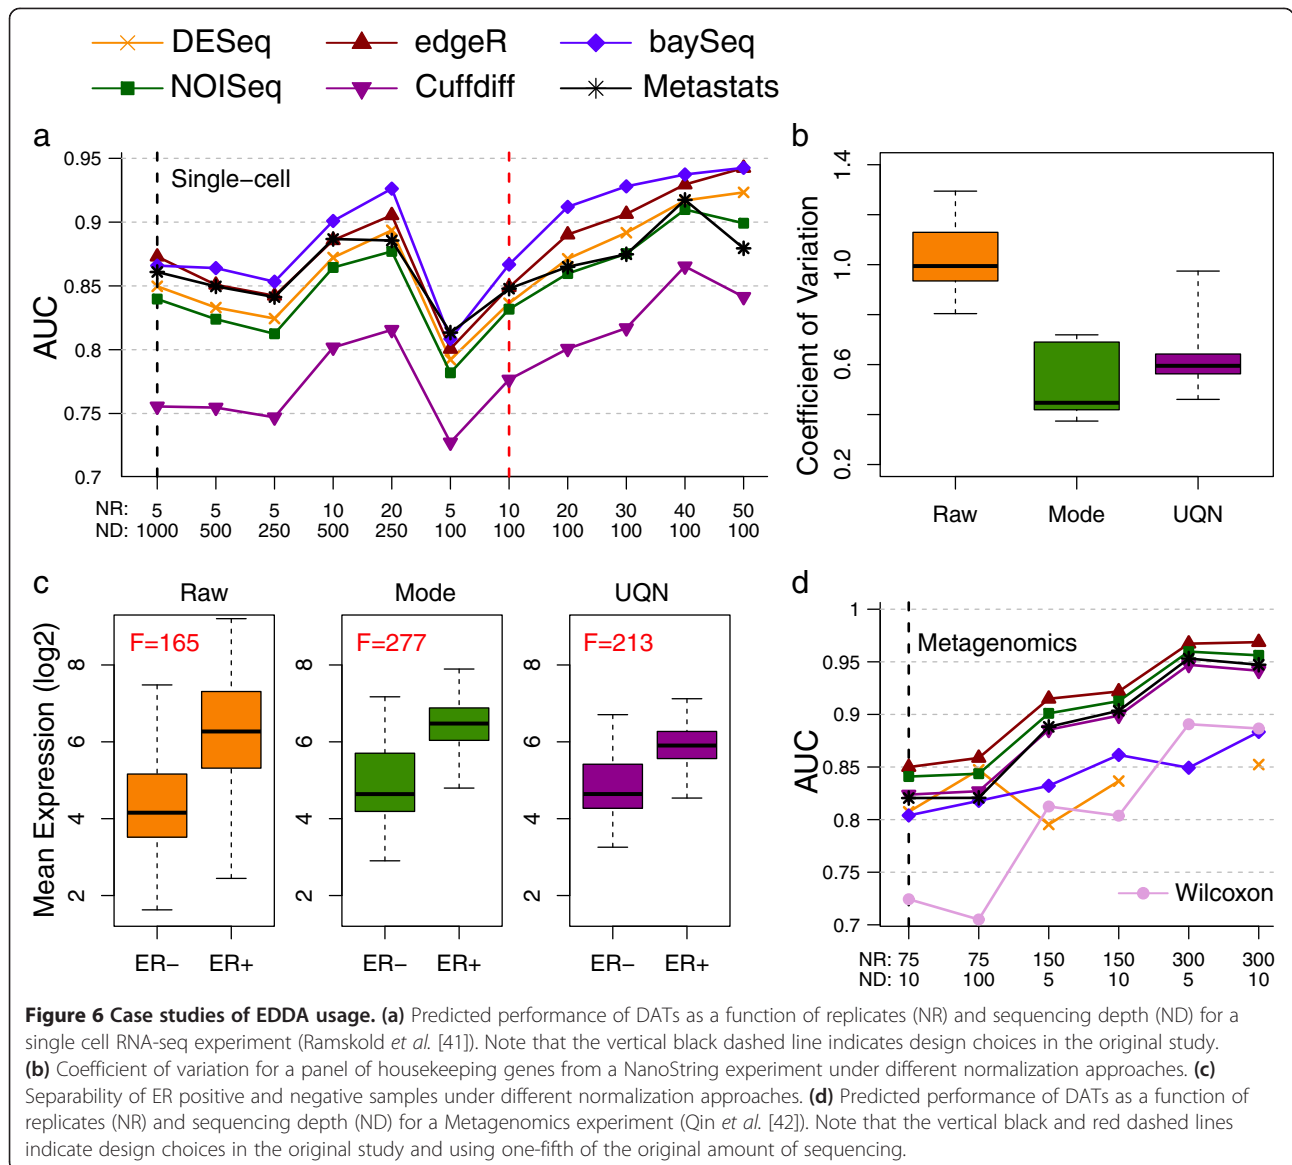 DESeq edgeR baySeq
NOISeq Cuffdiff Metastats
a
0.95
0.9
0.85
0.8
0.75
0.7
AUC
Single−cell
NR: 5 5 5 10 20 5 10 20 30 40 50
ND: 1000 500 250 500 250 100 100 100 100 100 100
b
1.4
1.0
0.6
0.2
Coefficient of Variation
Raw Mode UQN
c
Raw Mode UQN
F=165 F=277 F=213
Mean Expression (log2)
8 8 8
6 6 6
4 4 4
2 2 2
ER− ER+ ER− ER+ ER− ER+
d
1
0.95
0.9
0.85
0.8
0.75
0.7
AUC
Metagenomics
Wilcoxon
NR: 75 75 150 150 300 300
ND: 10 100 5 10 5 10
Figure 6 Case studies of EDDA usage. (a) Predicted performance of DATs as a function of replicates (NR) and sequencing depth (ND) for a
single cell RNA-seq experiment (Ramskold et al. [41]). Note that the vertical black dashed line indicates design choices in the original study.
(b) Coefficient of variation for a panel of housekeeping genes from a NanoString experiment under different normalization approaches. (c)
Separability of ER positive and negative samples under different normalization approaches. (d) Predicted performance of DATs as a function of
replicates (NR) and sequencing depth (ND) for a Metagenomics experiment (Qin et al. [42]). Note that the vertical black and red dashed lines
indicate design choices in the original study and using one-fifth of the original amount of sequencing.